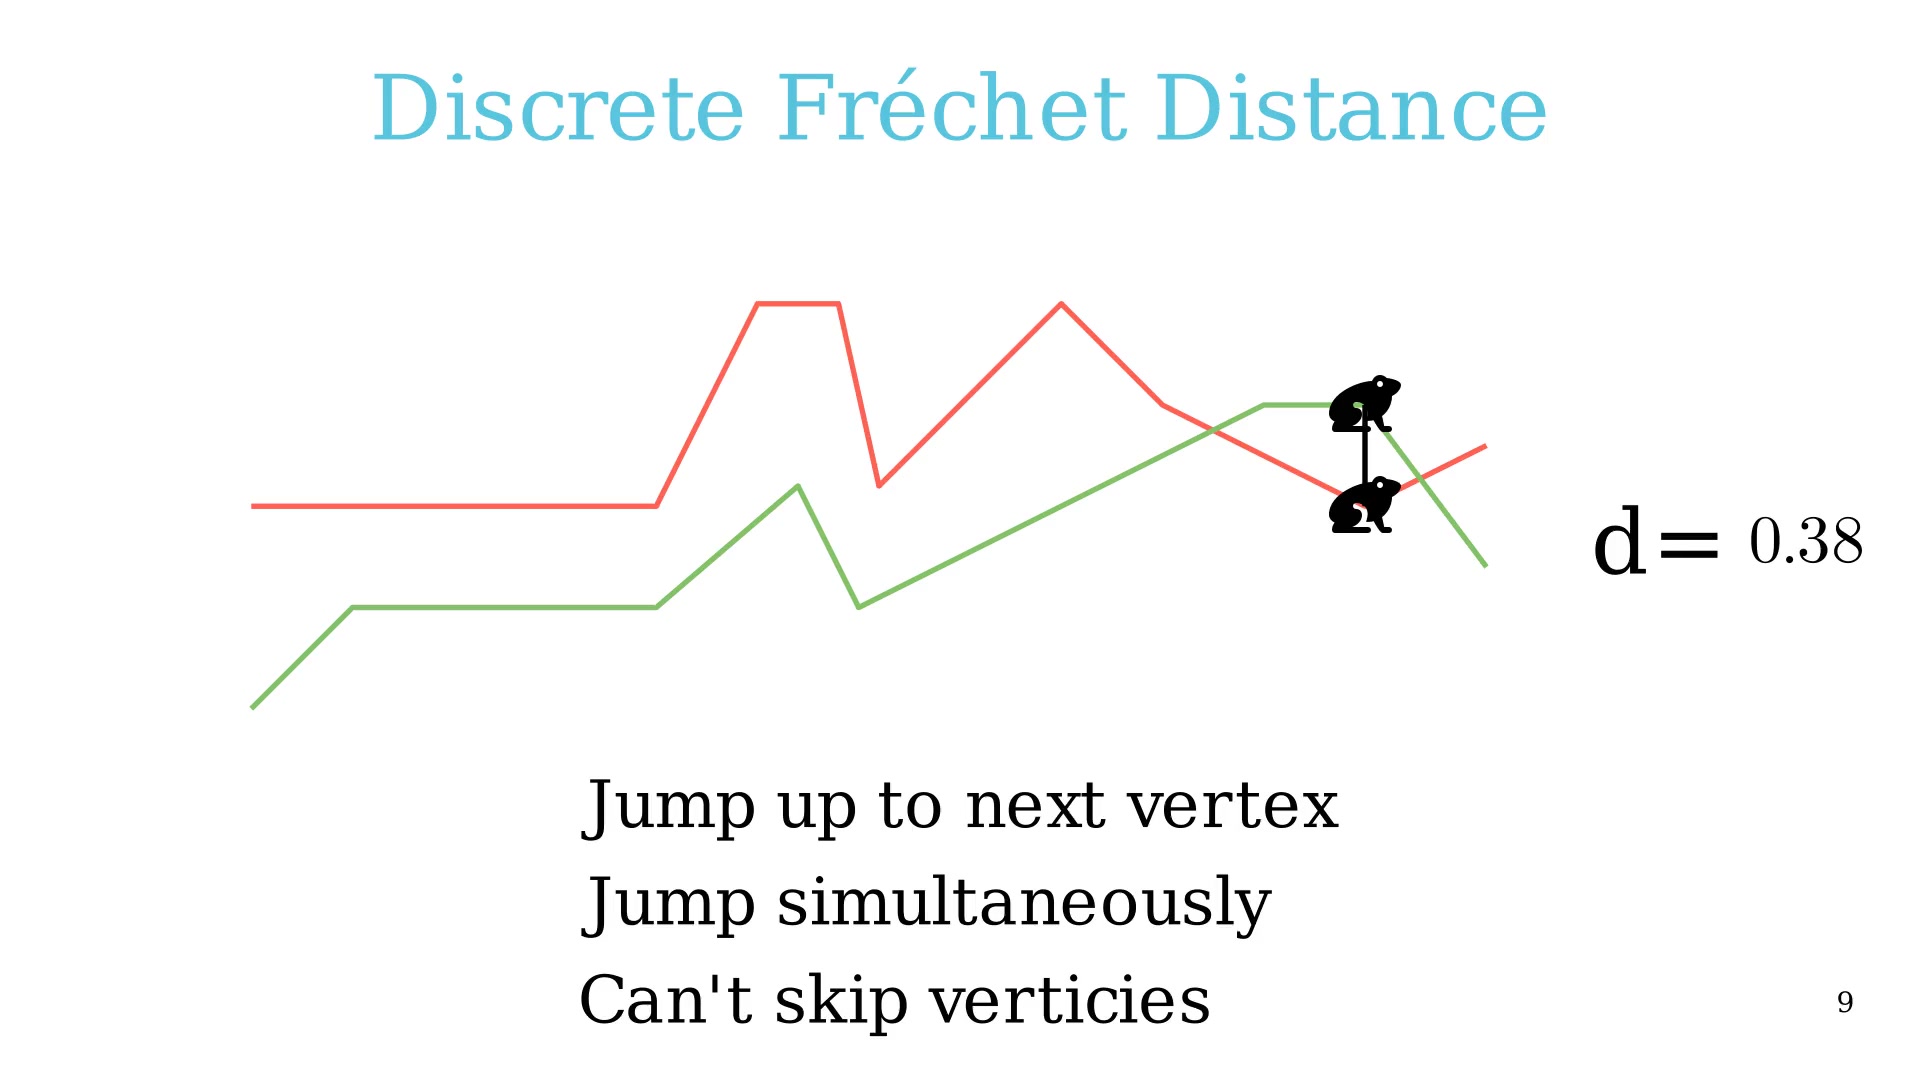 Discrete Fréchet Distance
d= 0.38
Jump up to next vertex
Jump simultaneously
Can't skip verticies
9